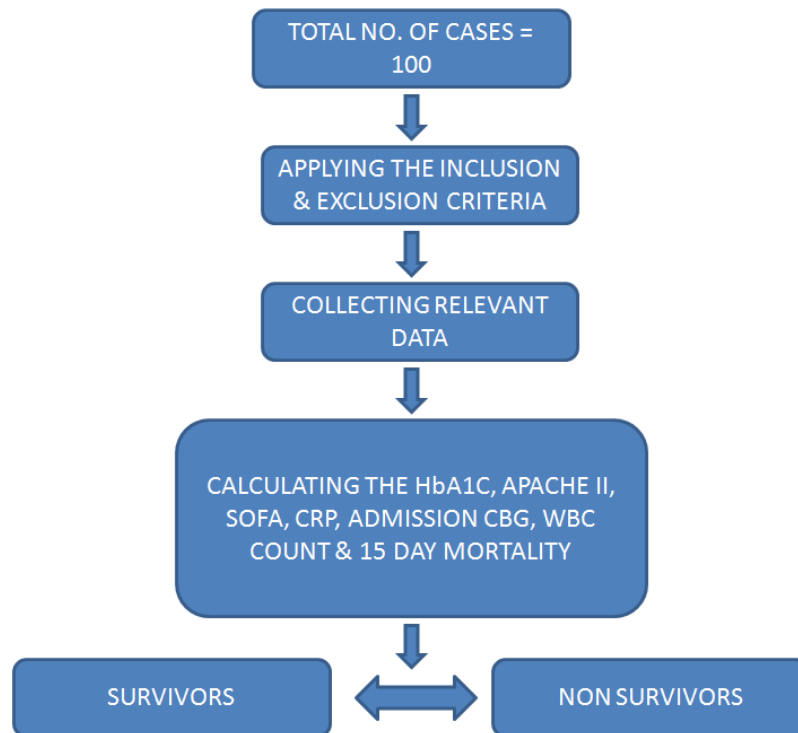 TOTAL NO. OF CASES =
100
APPLYING THE INCLUSION
& EXCLUSION CRITERIA
COLLECTING RELEVANT
DATA
CALCULATING THE HbA1C, APACHE II,
SOFA, CRP, ADMISSION CBG, WBC
COUNT & 15 DAY MORTALITY
SURVIVORS
NON SURVIVORS